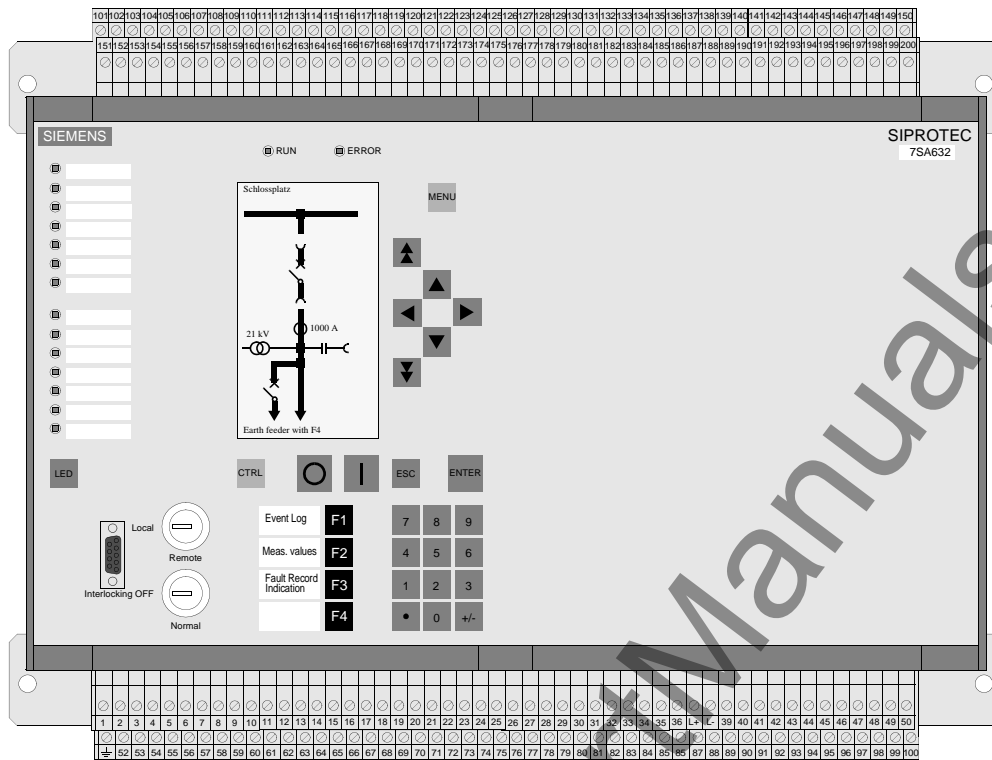 101 102 103 104 105 106 107 108 109 110 111 112 113 114 115 116 117 118 119 120 121 122 123 124 125 126 127 128 129 130 131 132 133 134 135 136 137 138 139 140 141 142 143 144 145 146 147 148 149 150
151 152 153 154 155 156 157 158 159 160 161 162 163 164 165 166 167 168 169 170 171 172 173 174 175 176 177 178 179 180 181 182 183 184 185 186 187 188 189 190 191 192 193 194 195 196 197 198 199 200
SIEMENS
SIPROTEC
RUN ERROR
7SA632
Schlossplatz
MENU
1000 A
21 kV
Earth feeder with F4
LED
CTRL
ESC
ENTER
Event Log F1 7 8 9
Local
Meas. values F2 4 5 6
Remote
Fault Record
Indication
F3 1 2 3
Interlocking OFF
F4 • 0 +/-
Normal
1 2 3 4 5 6 7 8 9 10 11 12 13 14 15 16 17 18 19 20 21 22 23 24 25 26 27 28 29 30 31 32 33 34 35 36 L+ L- 39 40 41 42 43 44 45 46 47 48 49 50
52 53 54 55 56 57 58 59 60 61 62 63 64 65 66 67 68 69 70 71 72 73 74 75 76 77 78 79 80 81 82 83 84 85 85 87 88 89 90 91 92 93 94 95 96 97 98 99 100
rtManuals